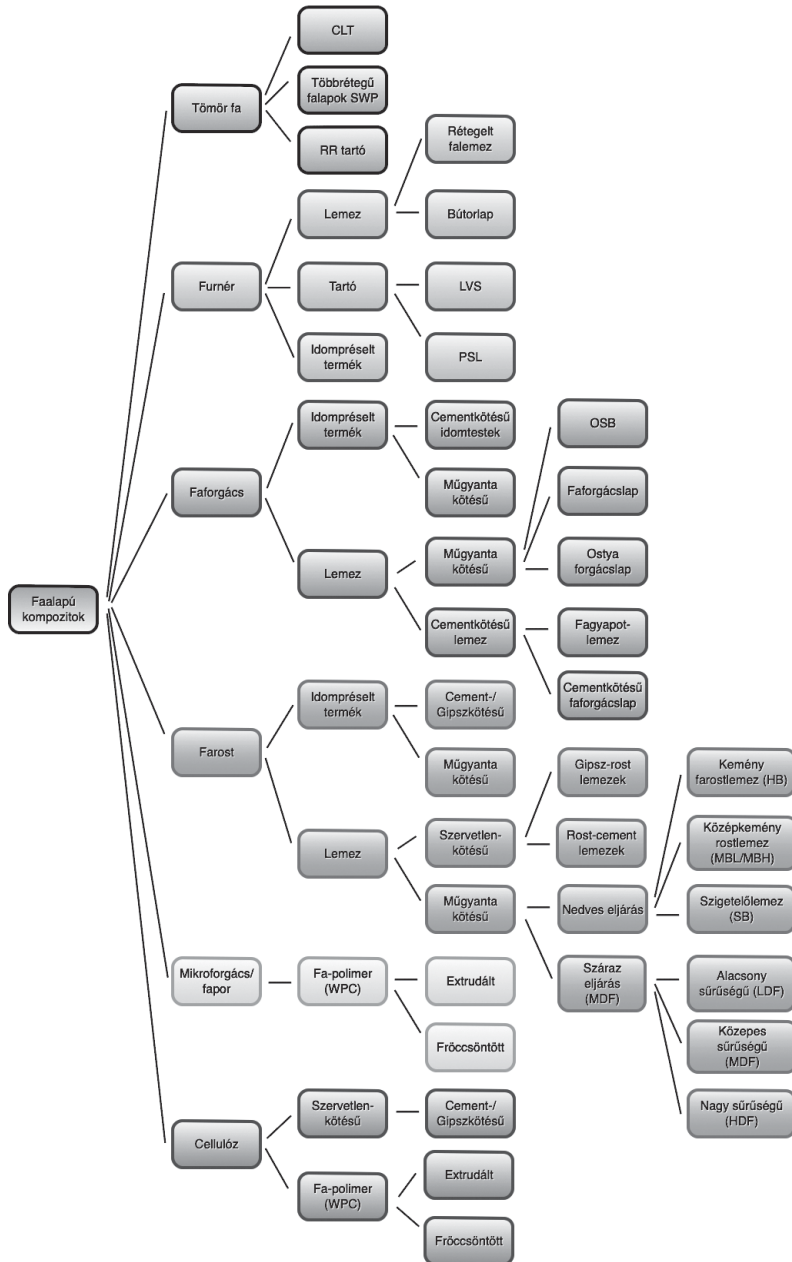 Faalapú
kompozitok
Tömör fa
CLT
Többrétegű
falapok SWP
RR tartó
Furnér
Lemez
Rétegelt
falemez
Bútorlap
Tartó
LVS
PSL
Idompréselt
termék
Faforgács
Idompréselt
termék
Cementkötésű
idomtestek
Műgyanta
kötésű
Lemez
Műgyanta
kötésű
OSB
Faforgácslap
Ostya
forgácslap
Cementkötésű
lemez
Fagyapot-
lemez
Cementkötésű
faforgácslap
Farost
Idompréselt
termék
Cement-/
Gipszkötésű
Műgyanta
kötésű
Lemez
Szervetlen-
kötésű
Gipsz-rost
lemezek
Rost-cement
lemezek
Műgyanta
kötésű
Nedves eljárás
Kemény
farostlemez (HB)
Középkemény
rostlemez
(MBL/MBH)
Szigetelőlemez
(SB)
Száraz
eljárás
(MDF)
Alacsony
sűrűségű (LDF)
Közepes
sűrűségű
(MDF)
Nagy sűrűségű
(HDF)
Mikroforgács/
fapor
Fa-polimer
(WPC)
Extrudált
Fröccsöntött
Cellulóz
Szervetlen-
kötésű
Cement-/
Gipszkötésű
Fa-polimer
(WPC)
Extrudált
Fröccsöntött